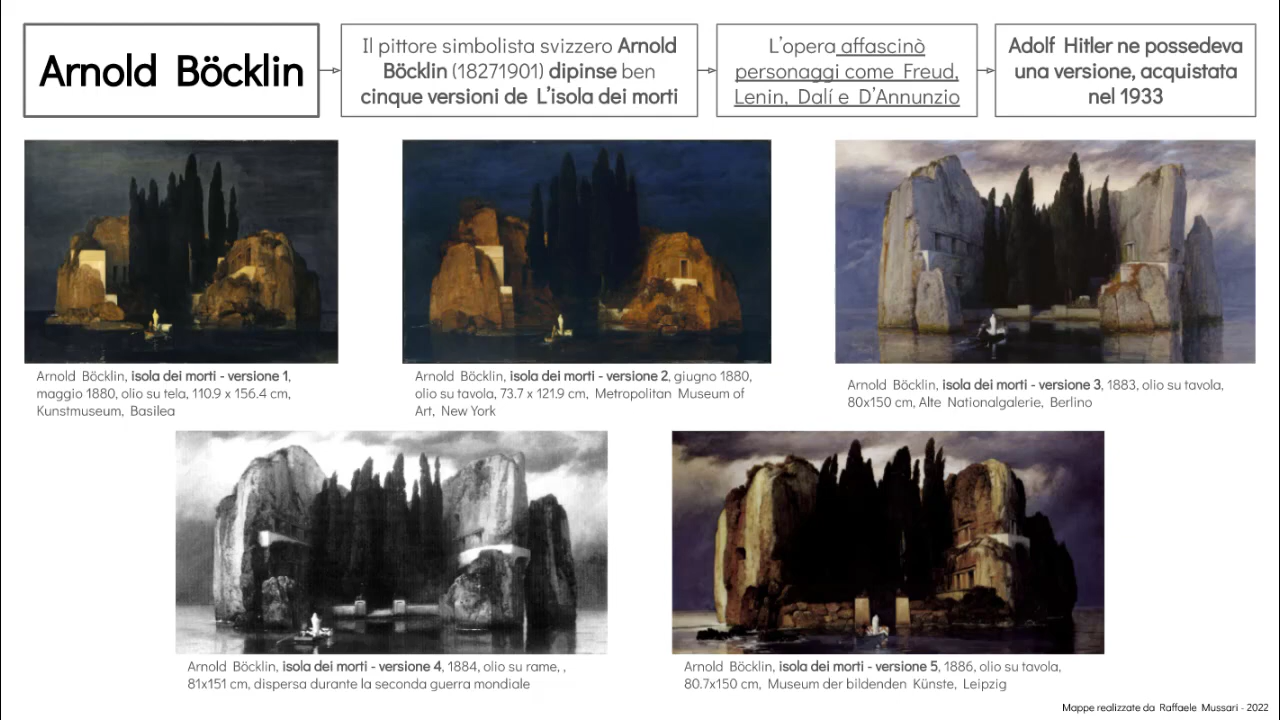 Arnold Böcklin
Il pittore simbolista svizzero Arnold
Böcklin (18271901) dipinse ben
cinque versioni de L'isola dei morti
L'opera affascinò
personaggi come Freud,
Lenin, Dalí e D'Annunzio
Adolf Hitler ne possedeva
una versione, acquistata
nel 1933
Arnold Böcklin, isola dei morti - versione 1,
maggio 1880, olio su tela, 110.9 x 156.4 cm,
Kunstmuseum, Basilea
Arnold Böcklin, isola dei morti - versione 2, giugno 1880,
olio su tavola, 73.7 x 121.9 cm, Metropolitan Museum of
Art, New York
Arnold Böcklin, isola dei morti - versione 3, 1883, olio su tavola,
80x150 cm, Alte Nationalgalerie, Berlino
Arnold Böcklin, isola dei morti - versione 4, 1884, olio su rame, ,
81x151 cm, dispersa durante la seconda guerra mondiale
Arnold Böcklin, isola dei morti - versione 5, 1886, olio su tavola,
80.7x150 cm, Museum der bildenden Künste, Leipzig
Mappe realizzate da Raffaele Mussari - 2022